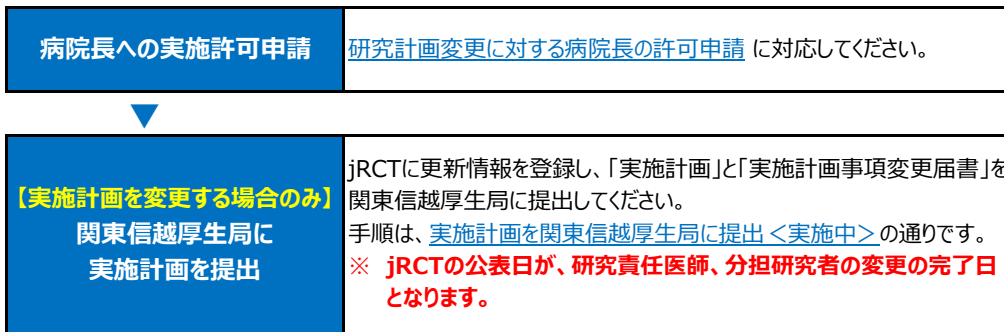 病院長への実施許可申請
研究計画変更に対する病院長の許可申請 に対応してください。
▼
【実施計画を変更する場合のみ】
関東信越厚生局に
実施計画を提出
jRCTに更新情報を登録し、「実施計画」と「実施計画事項変更届書」を
関東信越厚生局に提出してください。
手順は、実施計画を関東信越厚生局に提出＜実施中＞の通りです。
※ jRCTの公表日が、研究責任医師、分担研究者の変更の完了日
となります。